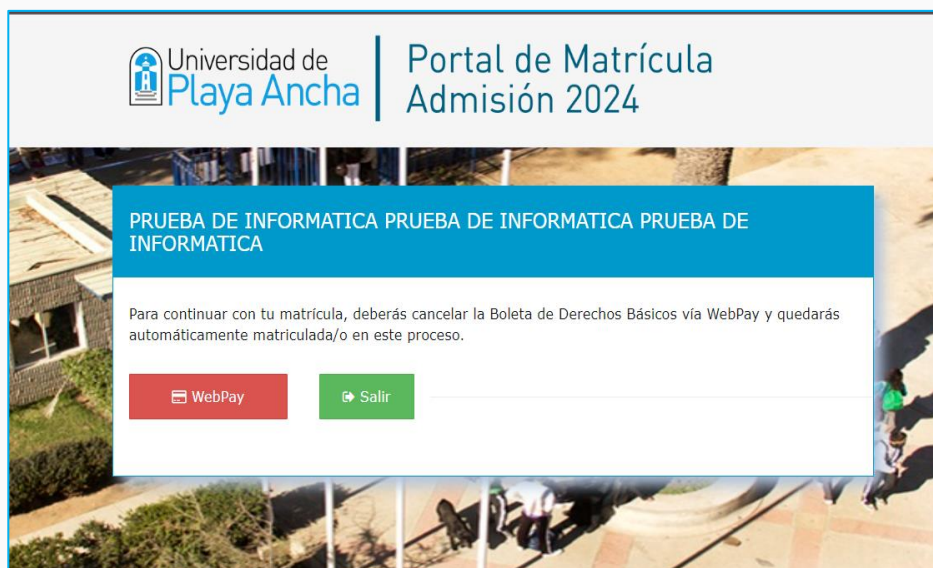 Universidad de
Playa Ancha
Portal de Matrícula
Admisión 2024
PRUEBA DE INFORMATICA PRUEBA DE INFORMATICA PRUEBA DE
INFORMATICA
Para continuar con tu matrícula, deberás cancelar la Boleta de Derechos Básicos vía WebPay y quedarás
automáticamente matriculada/o en este proceso.
WebPay
Salir